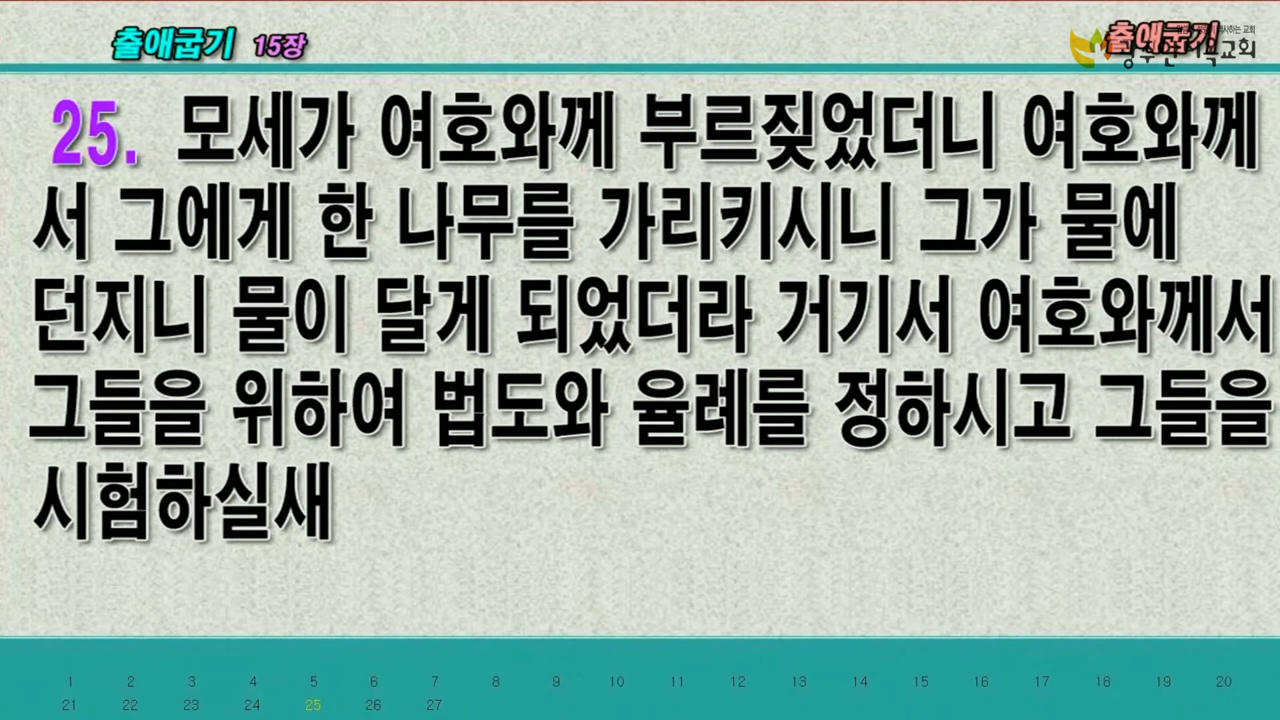 출애굽기 15장
출애굽기
25. 모세가 여호와께 부르짖었더니 여호와께
서 그에게 한 나무를 가리키시니 그가 물에
던지니 물이 달게 되었더라 거기서 여호와께서
그들을 위하여 법도와 율례를 정하시고 그들을
시험하실새
1 2 3 4 5 6 7 8 9 10 11 12 13 14 15 16 17 18 19 20
21 22 23 24 25 26 27